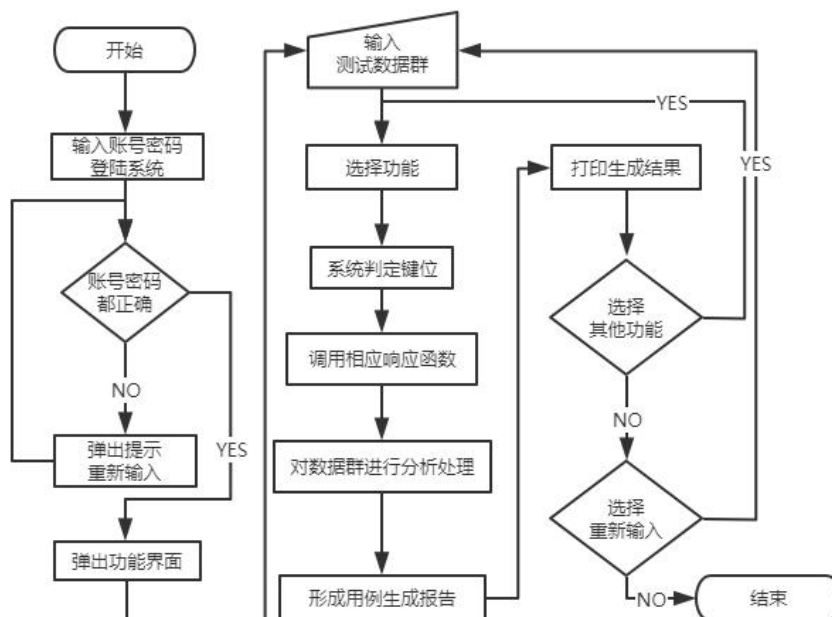 开始
输入账号密码
登陆系统
账号密码
都正确
NO
YES
弹出提示
重新输入
弹出功能界面
输入
测试数据群
选择功能
系统判定键位
调用相应响应函数
对数据群进行分析处理
形成用例生成报告
打印生成结果
YES
YES
选择
其他功能
NO
选择
重新输入
NO
结束